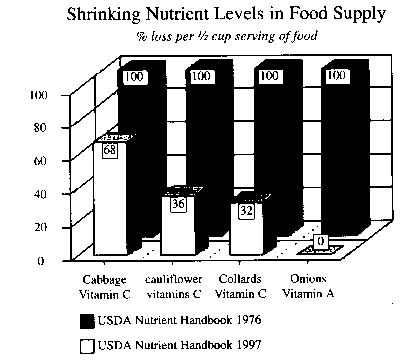 Shrinking Nutrient Levels in Food Supply
% loss per ½ cup serving of food
100 100 100 100
100
80
68
60
40
36
32
20
0
0
Cabbage cauliflower Collards Onions
Vitamin C vitamins C Vitamin C Vitamin A
USDA Nutrient Handbook 1976
USDA Nutrient Handbook 1997